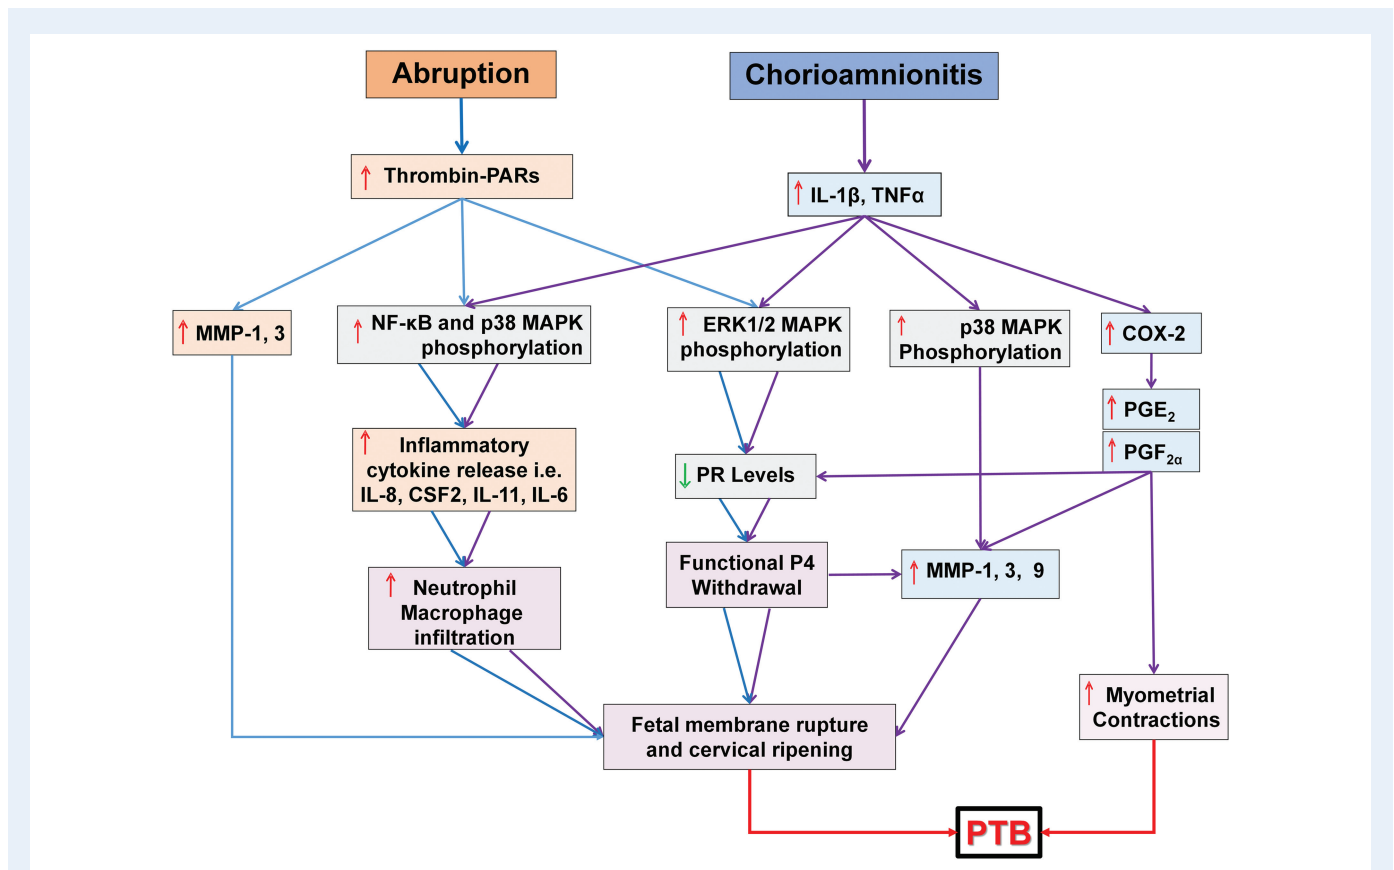 Abruption
Chorioamnionitis
↑ Thrombin-PARs
↑ IL-1β, TNFα
↑ MMP-1, 3
↑ NF-κB and p38 MAPK
phosphorylation
↑ ERK1/2 MAPK
phosphorylation
↑ p38 MAPK
Phosphorylation
↑ COX-2
↑ PGE₂
↑ PGF₂α
↑ Inflammatory
cytokine release i.e.
IL-8, CSF2, IL-11, IL-6
↓ PR Levels
↑ Neutrophil
Macrophage
infiltration
Functional P4
Withdrawal
↑ MMP-1, 3, 9
Fetal membrane rupture
and cervical ripening
↑ Myometrial
Contractions
PTB